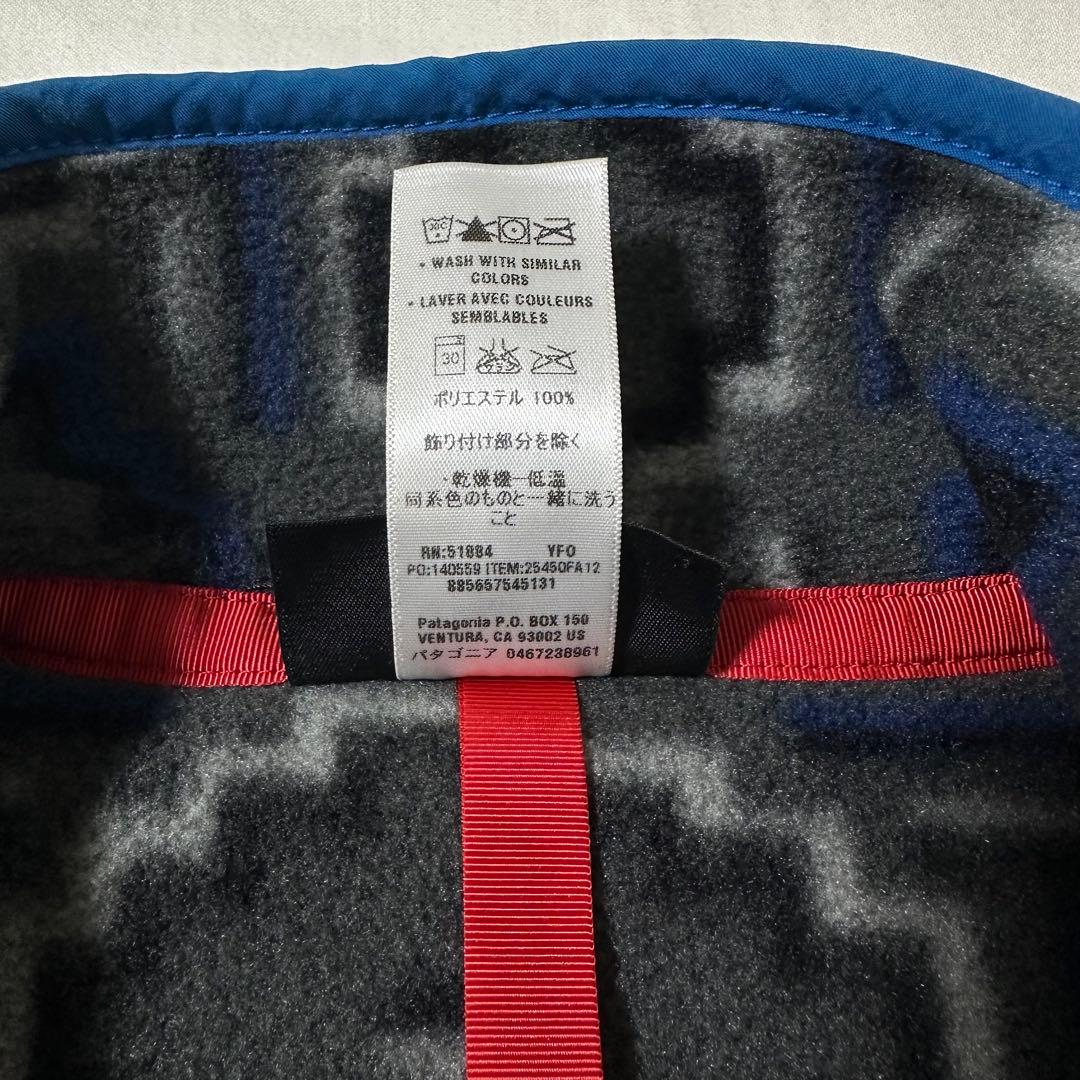 30C
• WASH WITH SIMILAR
COLORS
• LAVER AVEC COULEURS
SEMBLABLES
30
ポリエステル 100%
飾り付け部分を除く
・乾燥機一低温
同系色のものと一緒に洗う
こと
RN:51884 YFO
PO:140559 ITEM:25450FA12
885657545131
Patagonia P.O. BOX 150
VENTURA, CA 93002 US
パタゴニア 0467238961